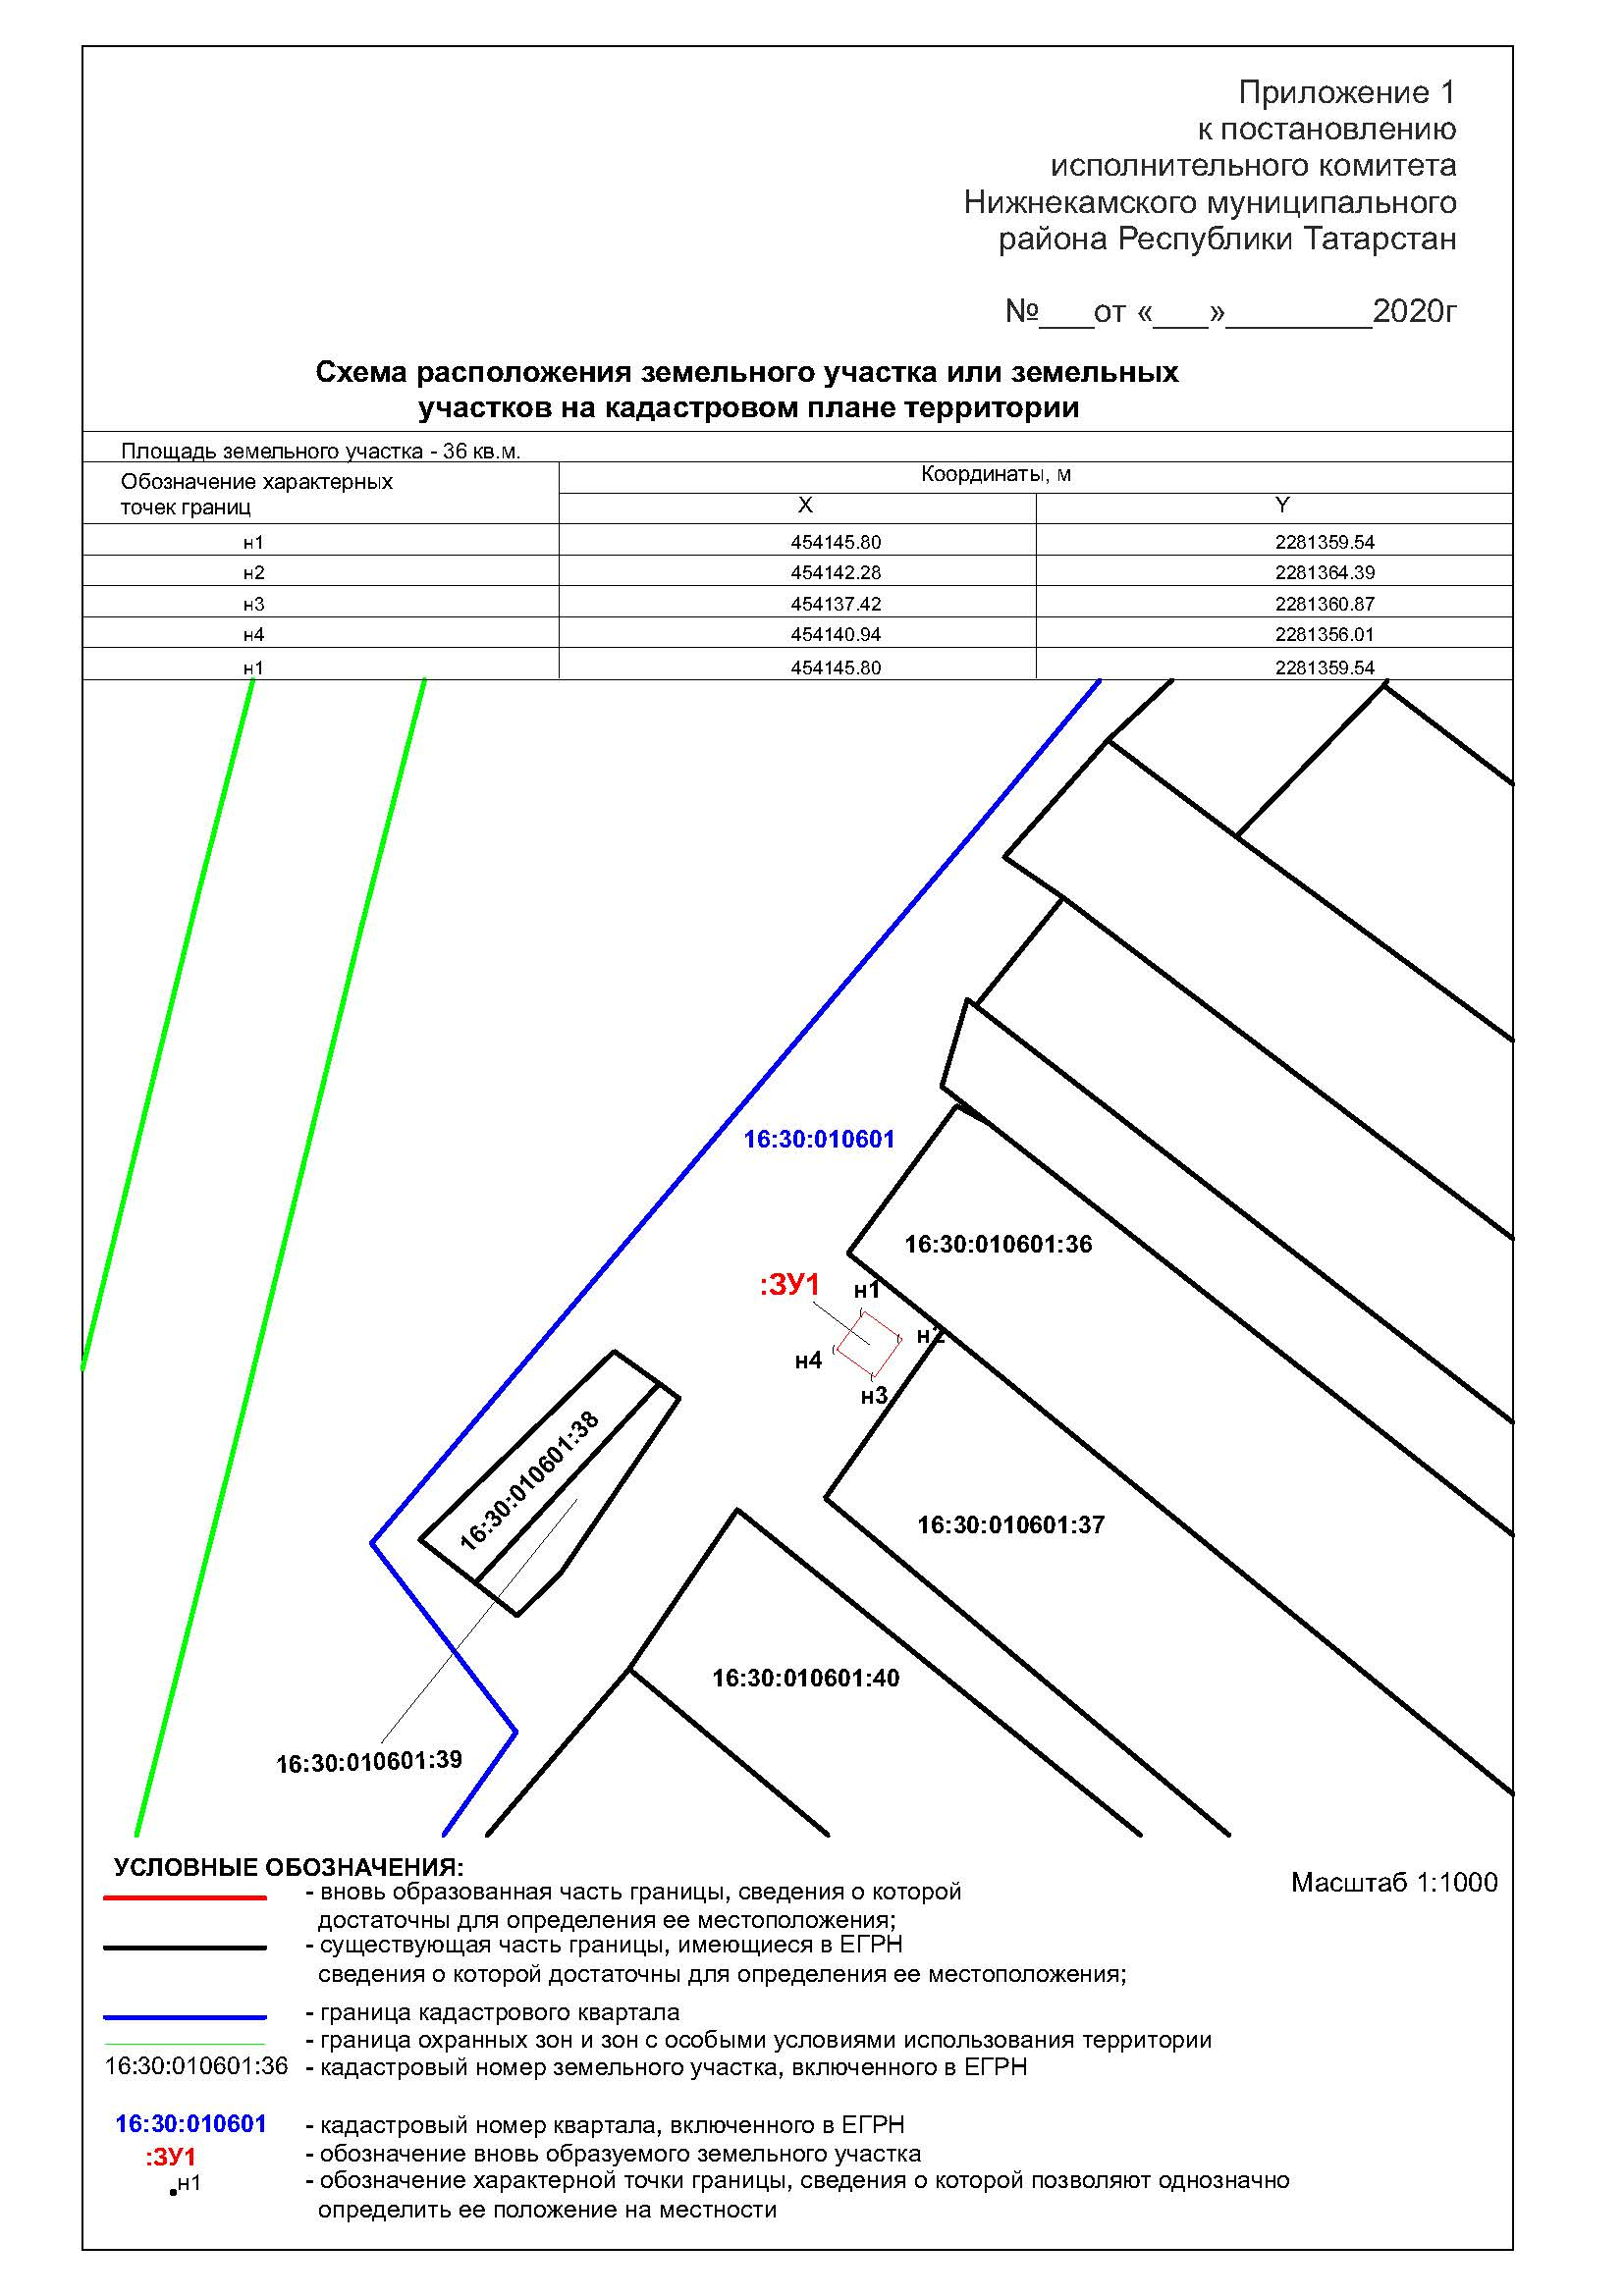 Приложение 1
к постановлению
исполнительного комитета
Нижнекамского муниципального
района Республики Татарстан
№___от «___»________2020г
Схема расположения земельного участка или земельных
участков на кадастровом плане территории
Площадь земельного участка - 36 кв.м.
Обозначение характерных
точек границ
Координаты, м
X Y
н1 454145.80 2281359.54
н2 454142.28 2281364.39
н3 454137.42 2281360.87
н4 454140.94 2281356.01
н1 454145.80 2281359.54
16:30:010601
16:30:010601:36
:ЗУ1
н1
н2
н4
н3
16:30:010601:38
16:30:010601:37
16:30:010601:40
16:30:010601:39
УСЛОВНЫЕ ОБОЗНАЧЕНИЯ:
Масштаб 1:1000
- вновь образованная часть границы, сведения о которой
достаточны для определения ее местоположения;
- существующая часть границы, имеющиеся в ЕГРН
сведения о которой достаточны для определения ее местоположения;
- граница кадастрового квартала
- граница охранных зон и зон с особыми условиями использования территории
16:30:010601:36 - кадастровый номер земельного участка, включенного в ЕГРН
16:30:010601 - кадастровый номер квартала, включенного в ЕГРН
:ЗУ1 - обозначение вновь образуемого земельного участка
н1 - обозначение характерной точки границы, сведения о которой позволяют однозначно
определить ее положение на местности